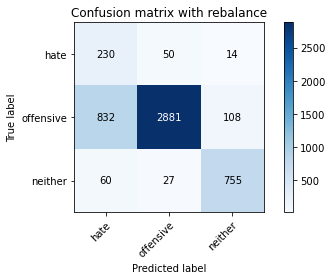 Confusion matrix with rebalance
True label
hate 230 50 14
offensive 832 2881 108
neither 60 27 755
hate offensive neither
Predicted label
2500
2000
1500
1000
500